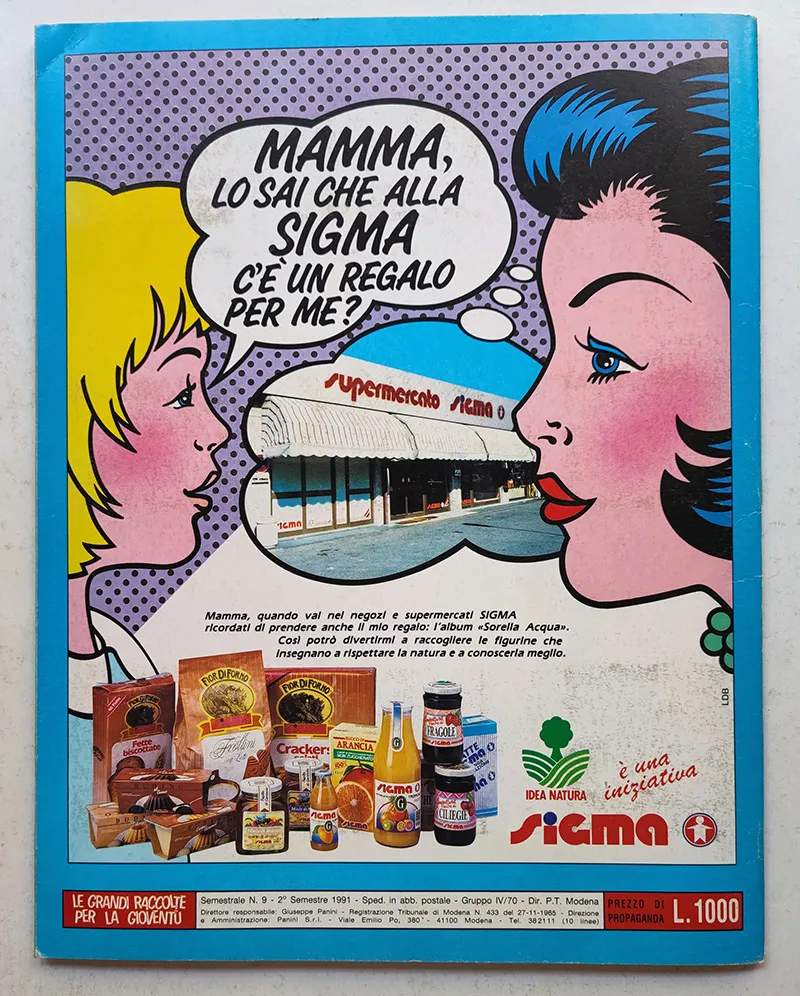 MAMMA,
LO SAI CHE ALLA
SIGMA
C'È UN REGALO
PER ME?
supermercato sigma
sigma
Mamma, quando vai nei negozi e supermercati SIGMA
ricordati di prendere anche il mio regalo: l'album «Sorella Acqua».
Così potrò divertirmi a raccogliere le figurine che
insegnano a rispettare la natura e a conoscerla meglio.
LDB
FIOR DI FORNO
Fette
biscottate
FIOR DI FORNO
Frollini
FIOR DI FORNO
Crackers
SUCCO DI
ARANCIA
sigma
sigma
G
FRAGOLE
sigma
CILIEGIE
sigma
IDEA NATURA
è una
iniziativa
sigma
LE GRANDI RACCOLTE
PER LA GIOVENTÙ
Semestrale N. 9 - 2° Semestre 1991 - Sped. in abb. postale - Gruppo IV/70 - Dir. P.T. Modena
Direttore responsabile: Giuseppe Panini - Registrazione Tribunale di Modena N. 433 del 27-11-1965 - Direzione
e Amministrazione: Panini S.r.l. - Viale Emilio Po, 380 - 41100 Modena - Tel. 382111 (10 linee)
PREZZO DI
PROPAGANDA
L. 1000